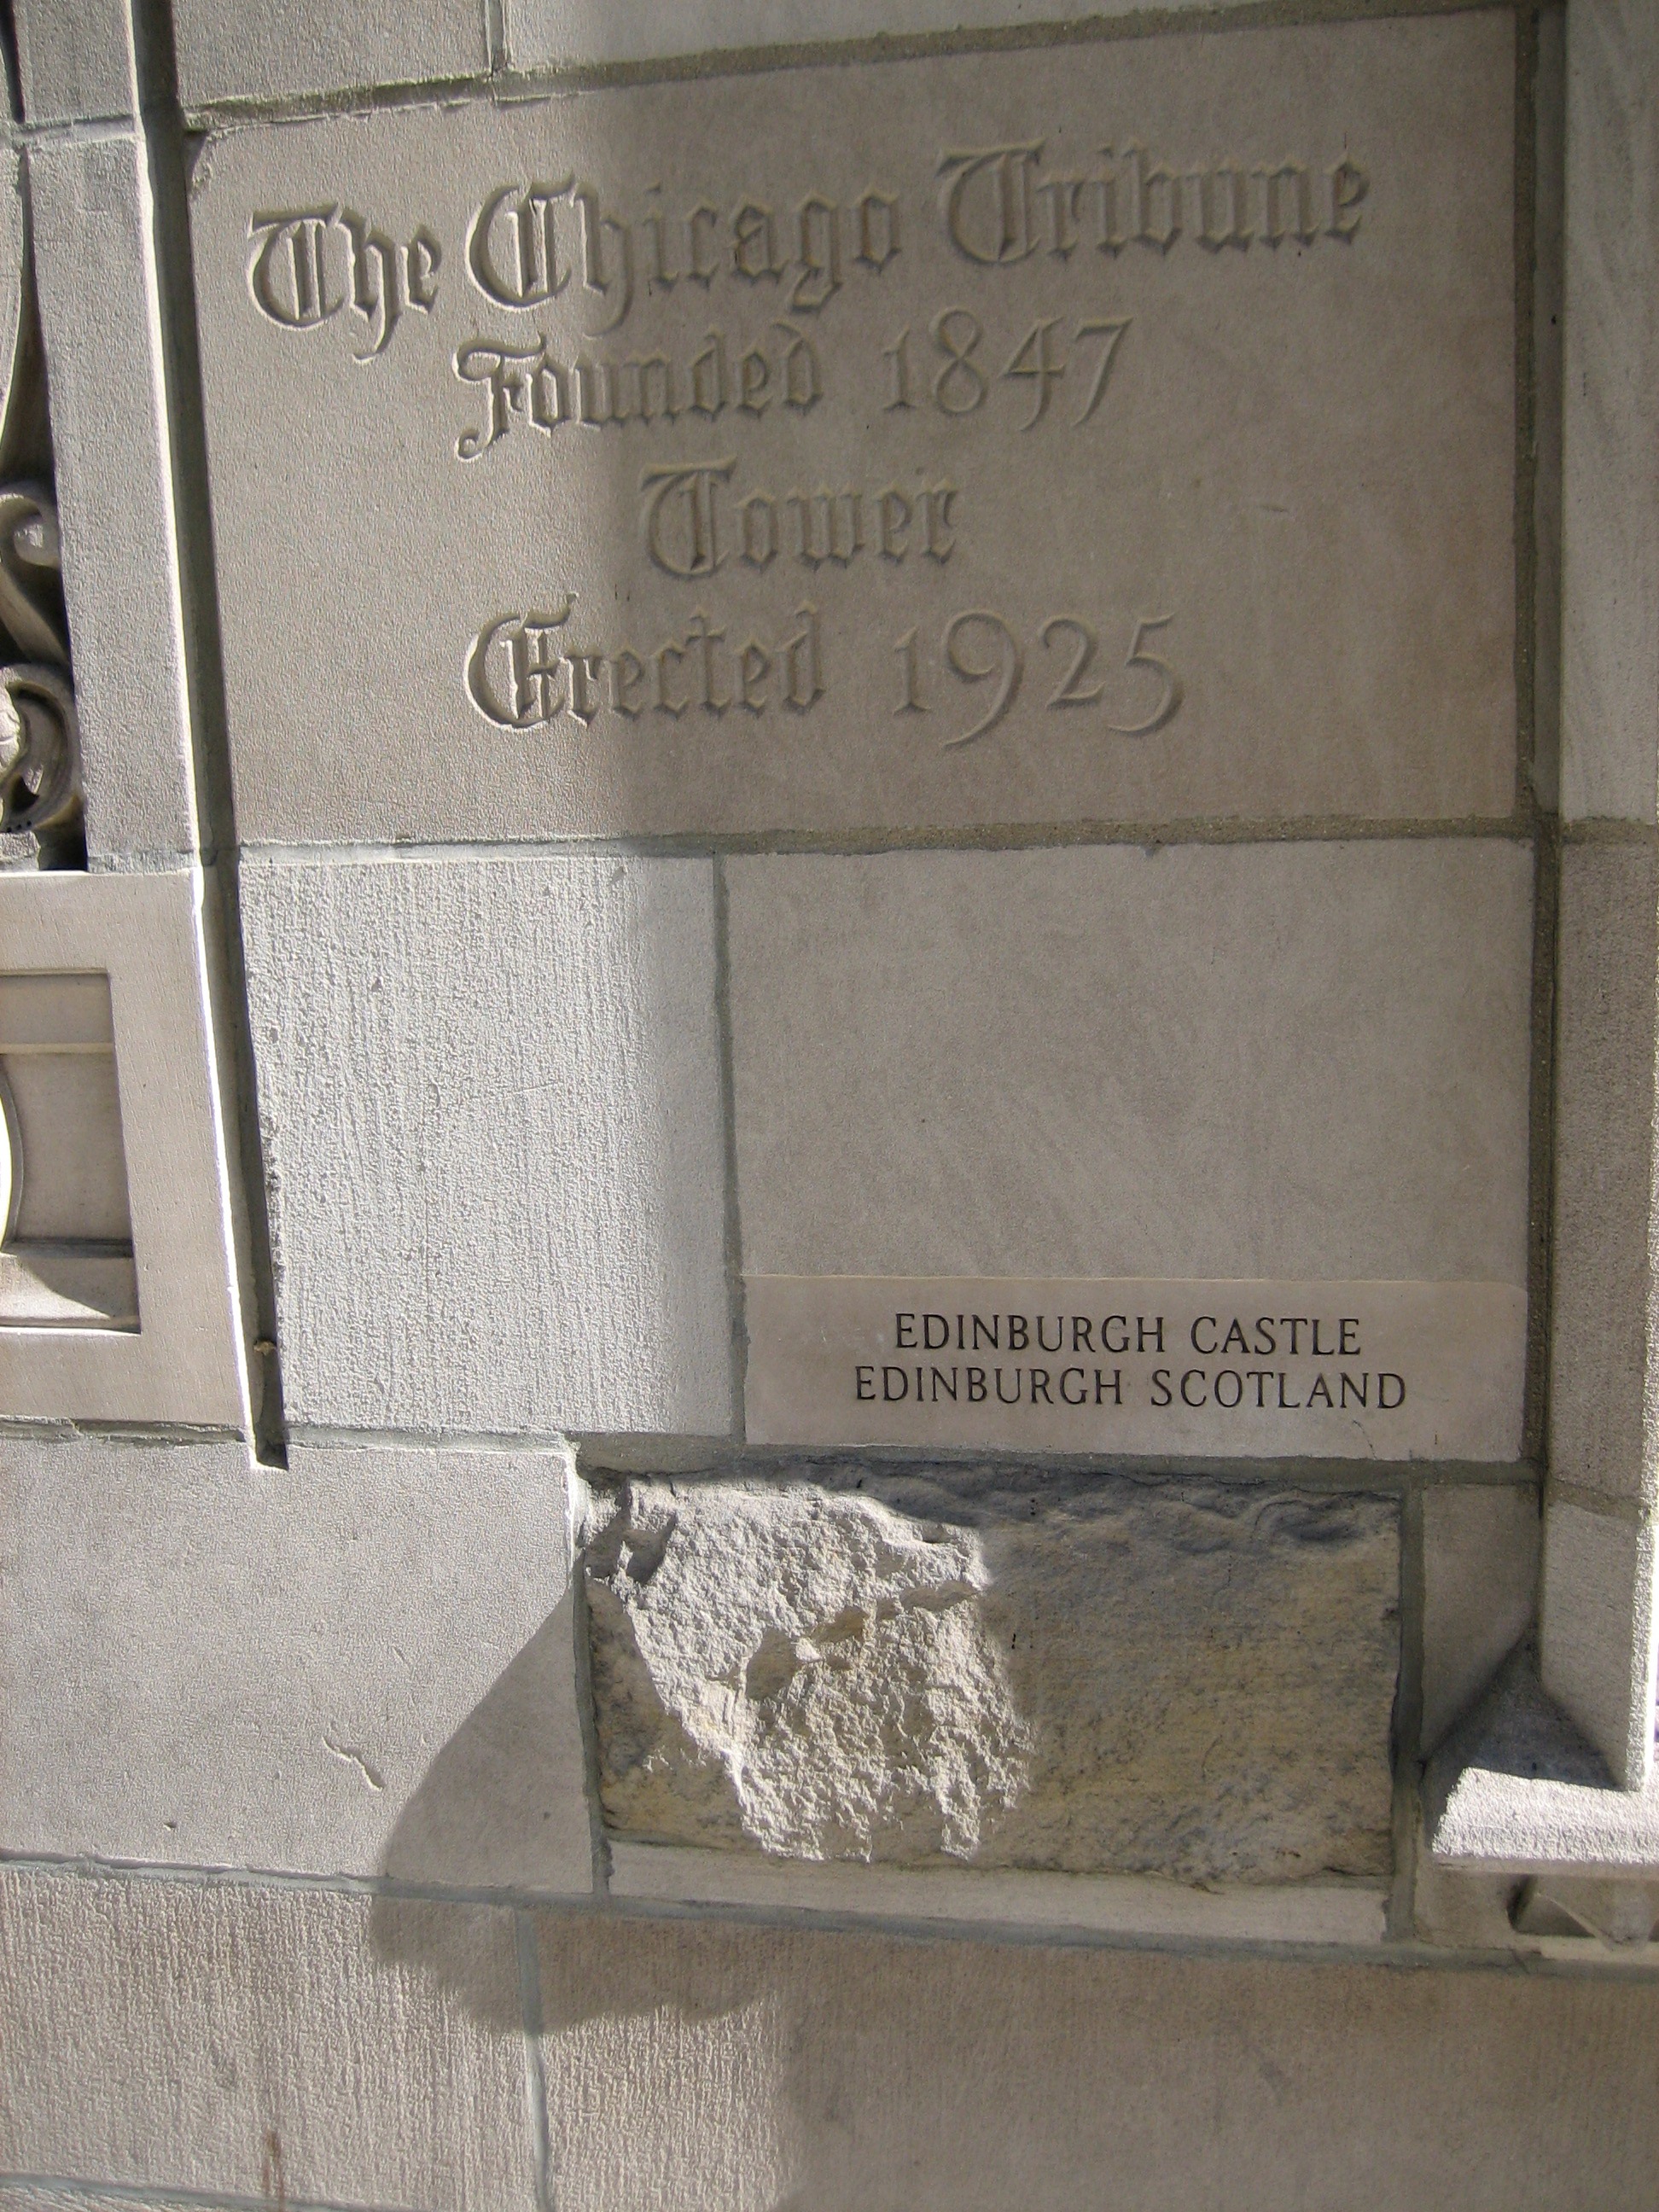 The Chicago Tribune
Founded 1847
Tower
Erected 1925
EDINBURGH CASTLE
EDINBURGH SCOTLAND